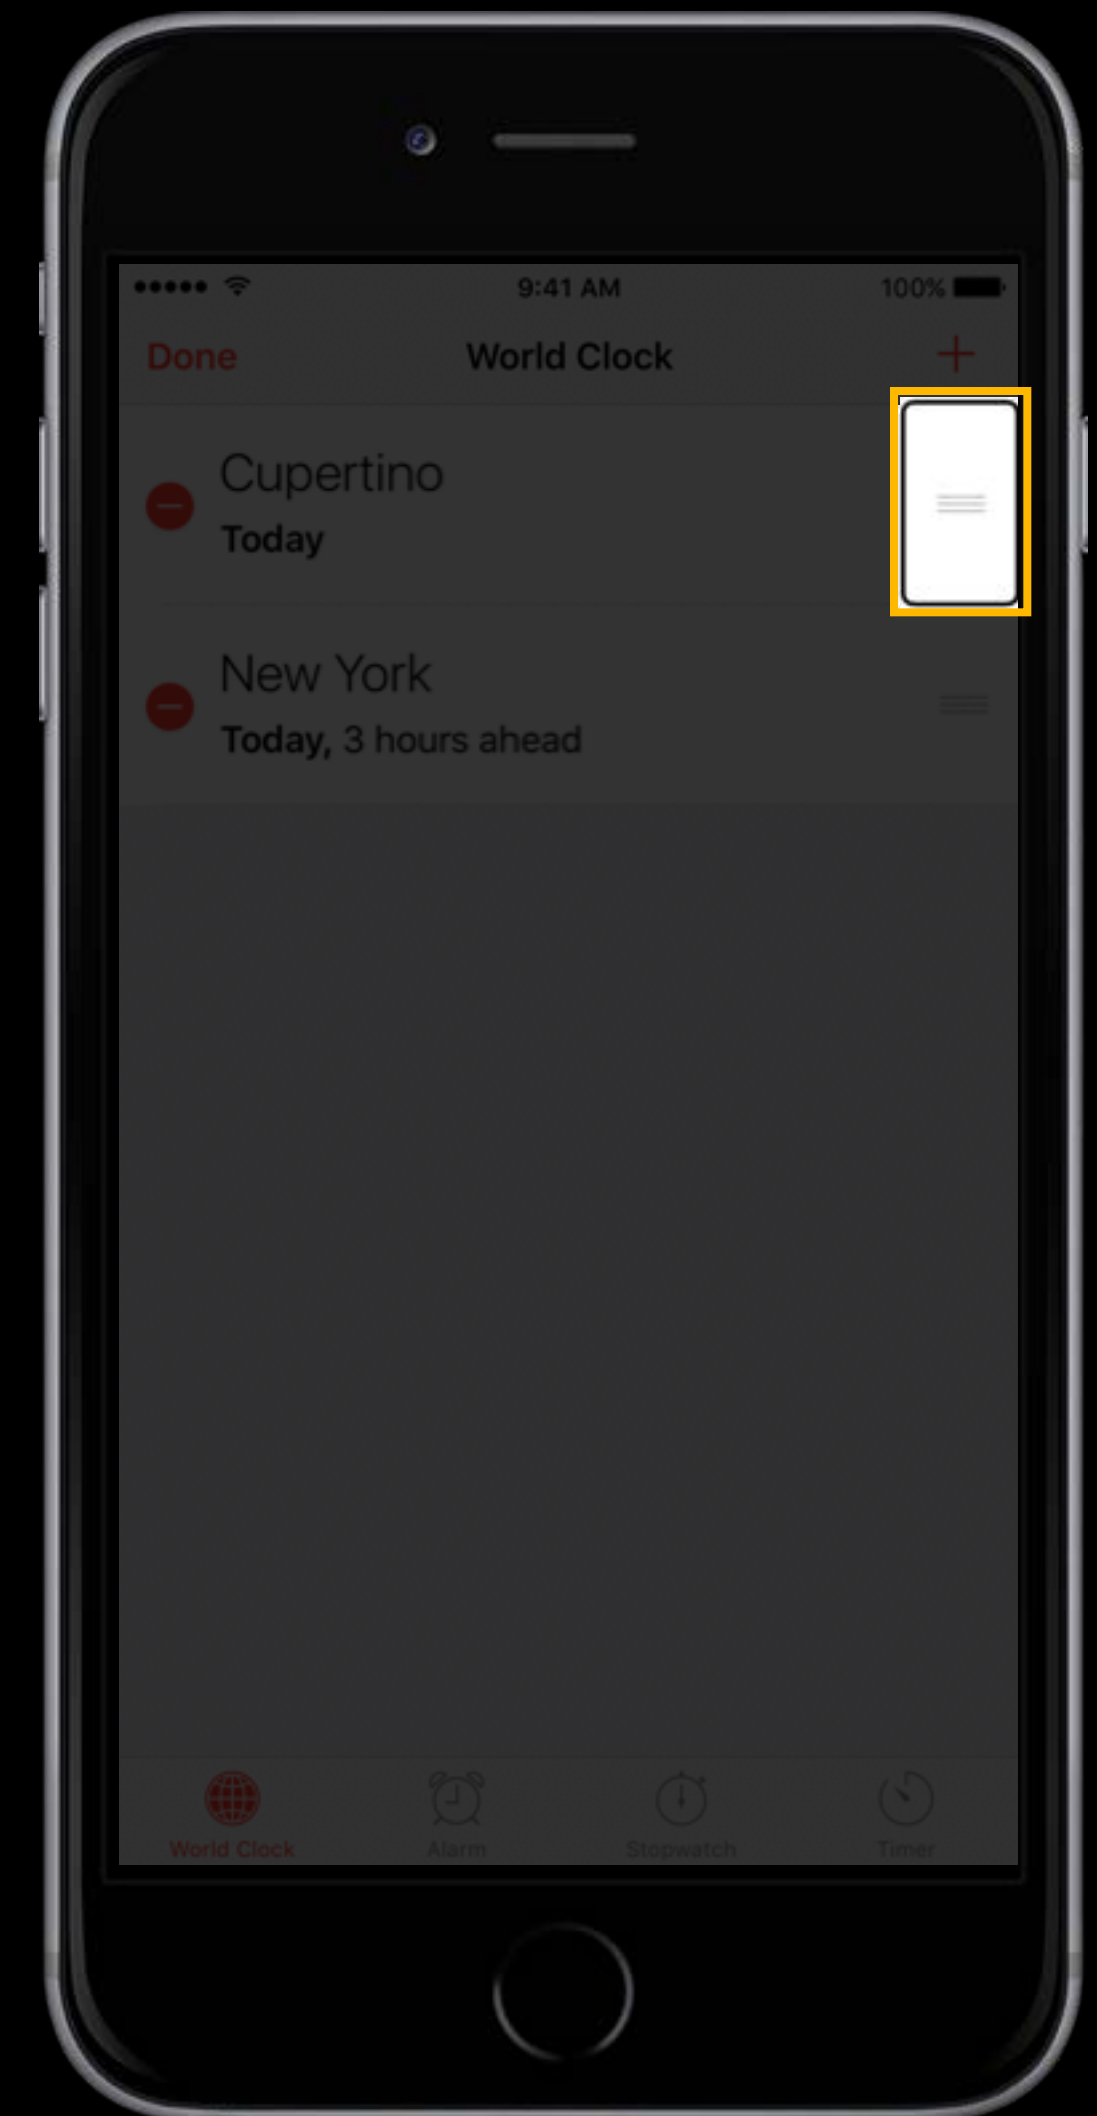 9:41 AM 100%
Done World Clock
Cupertino
Today
New York
Today, 3 hours ahead
World Clock Alarm Stopwatch Timer